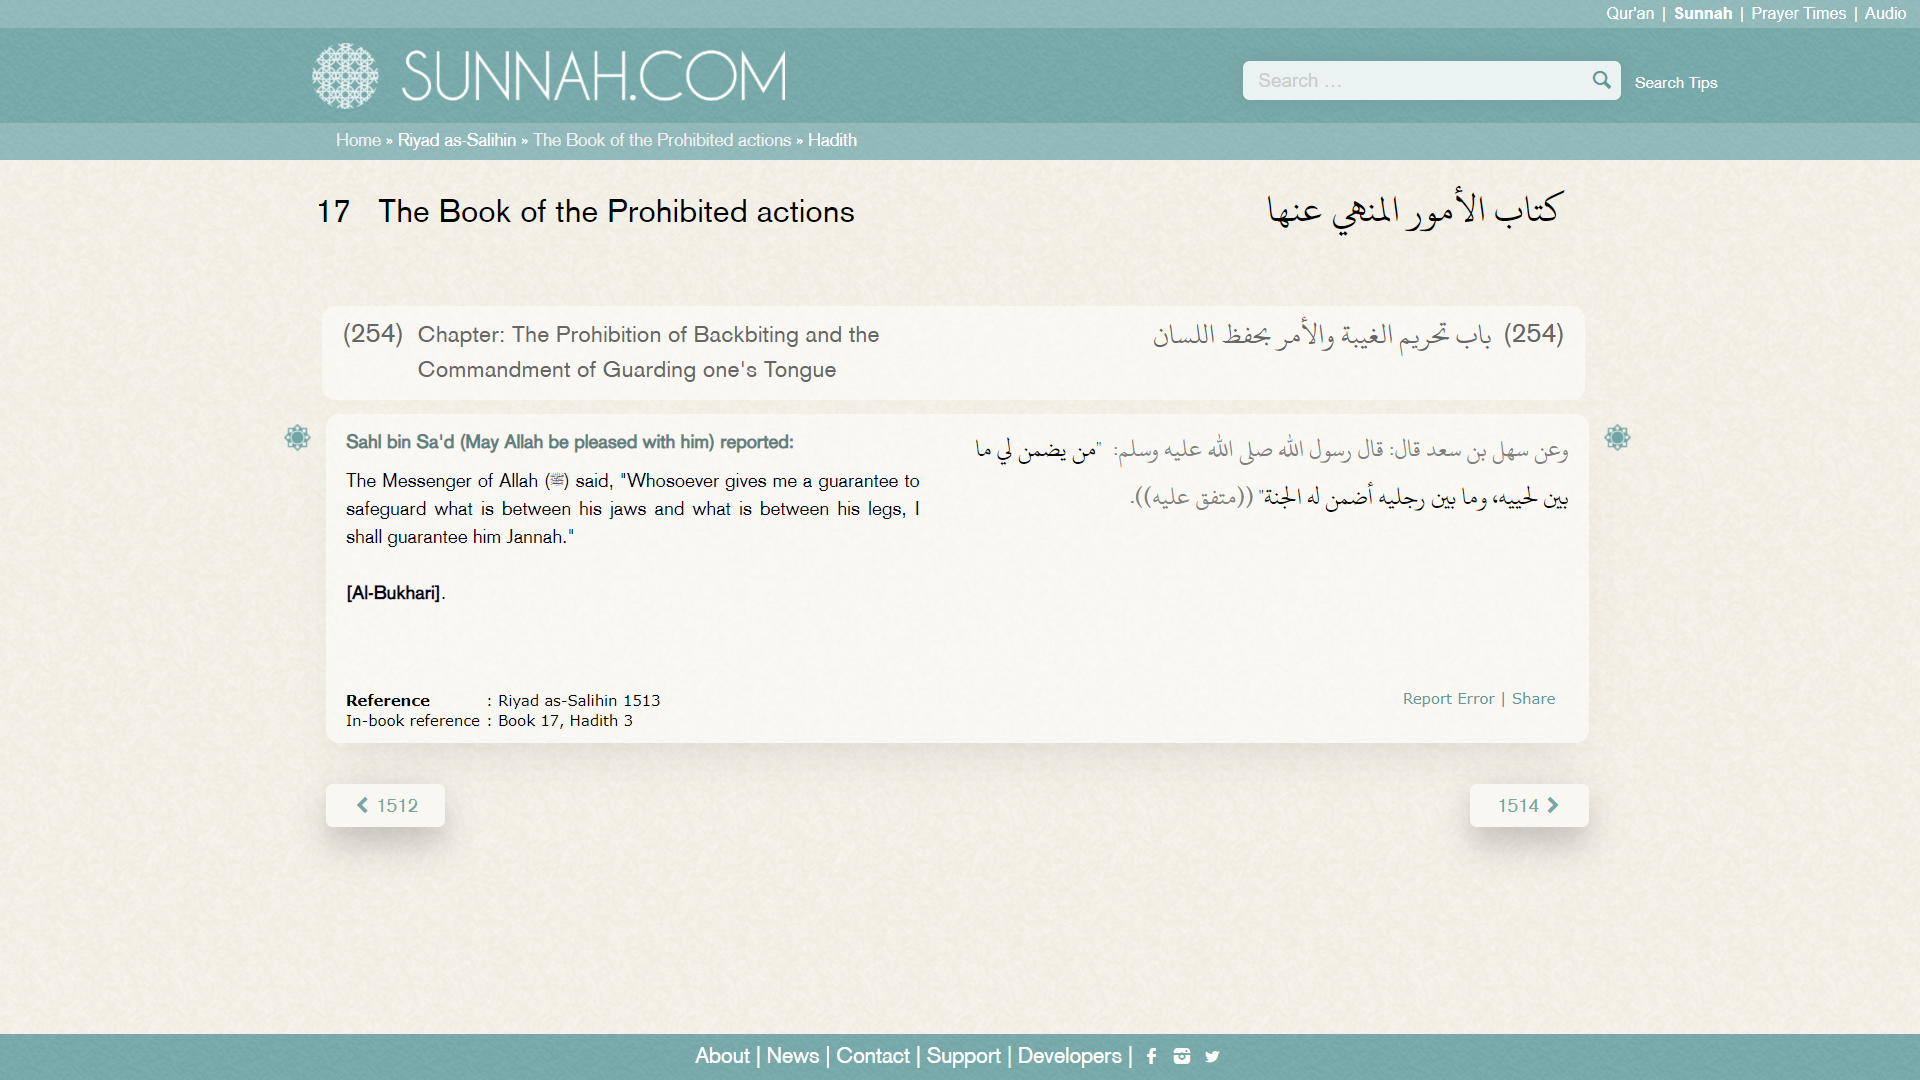 Qur'an | Sunnah | Prayer Times | Audio
SUNNAH.COM
Search …
Search Tips
Home » Riyad as-Salihin » The Book of the Prohibited actions » Hadith
17 The Book of the Prohibited actions
كتاب الأمور المنهي عنها
(254) Chapter: The Prohibition of Backbiting and the
Commandment of Guarding one's Tongue
(254) باب تحريم الغيبة والأمر بحفظ اللسان
Sahl bin Sa'd (May Allah be pleased with him) reported:
The Messenger of Allah (ﷺ) said, "Whosoever gives me a guarantee to
safeguard what is between his jaws and what is between his legs, I
shall guarantee him Jannah."
[Al-Bukhari].
وعن سهل بن سعد قال: قال رسول الله صلى الله عليه وسلم: "من يضمن لي ما
بين لحييه، وما بين رجليه أضمن له الجنة" ((متفق عليه)).
Reference : Riyad as-Salihin 1513
In-book reference : Book 17, Hadith 3
Report Error | Share
1512
1514
About | News | Contact | Support | Developers |